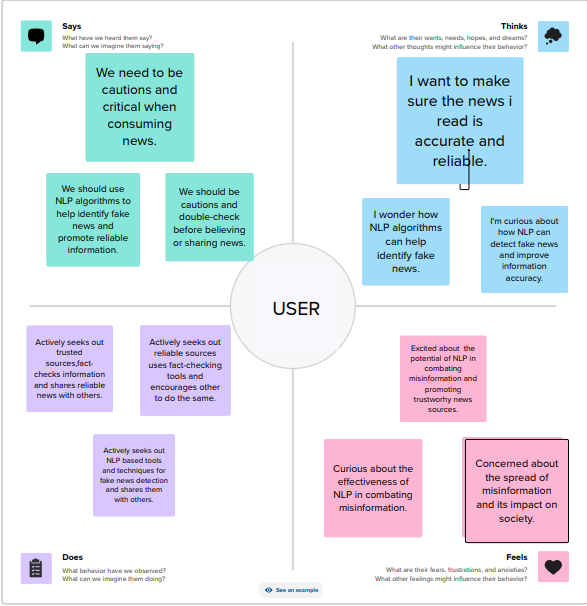 Says
What have we heard them say?
What can we imagine them saying?
We need to be
cautions and
critical when
consuming
news.
We should use
NLP algorithms to
help identify fake
news and
promote reliable
information.
We should be
cautions and
double-check
before believing
or sharing news.
Thinks
What are their wants, needs, hopes, and dreams?
What other thoughts might influence their behavior?
I want to make
sure the news i
read is
accurate and
reliable.
I wonder how
NLP algorithms
can help
identify fake
news.
I'm curious about
how NLP can
detect fake news
and improve
information
accuracy.
USER
Actively seeks out
trusted
sources,fact-
checks information
and shares reliable
news with others.
Actively seeks out
reliable sources
uses fact-checking
tools and
encourages other
to do the same.
Actively seeks out
NLP based tools
and techniques for
fake news detection
and shares them
with others.
Does
What behavior have we observed?
What can we imagine them doing?
Excited about the
potential of NLP in
combating
misinformation and
promoting
trustworthy news
sources.
Curious about the
effectiveness of
NLP in combating
misinformation.
Concerned about
the spread of
misinformation
and its impact on
society.
Feels
What are their fears, frustrations, and anxieties?
What other feelings might influence their behavior?
See an example